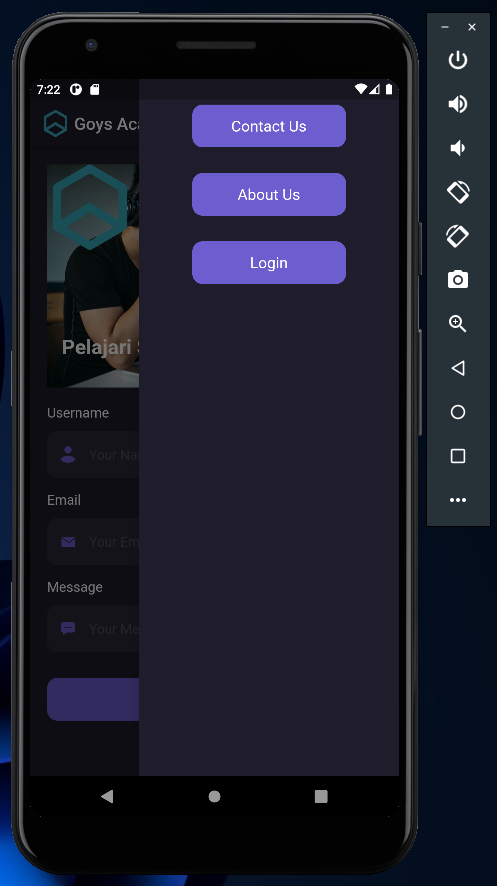 7:22
Goys Aca
Contact Us
About Us
Login
Pelajari S
Username
Your Na
Email
Your Em
Message
Your Me